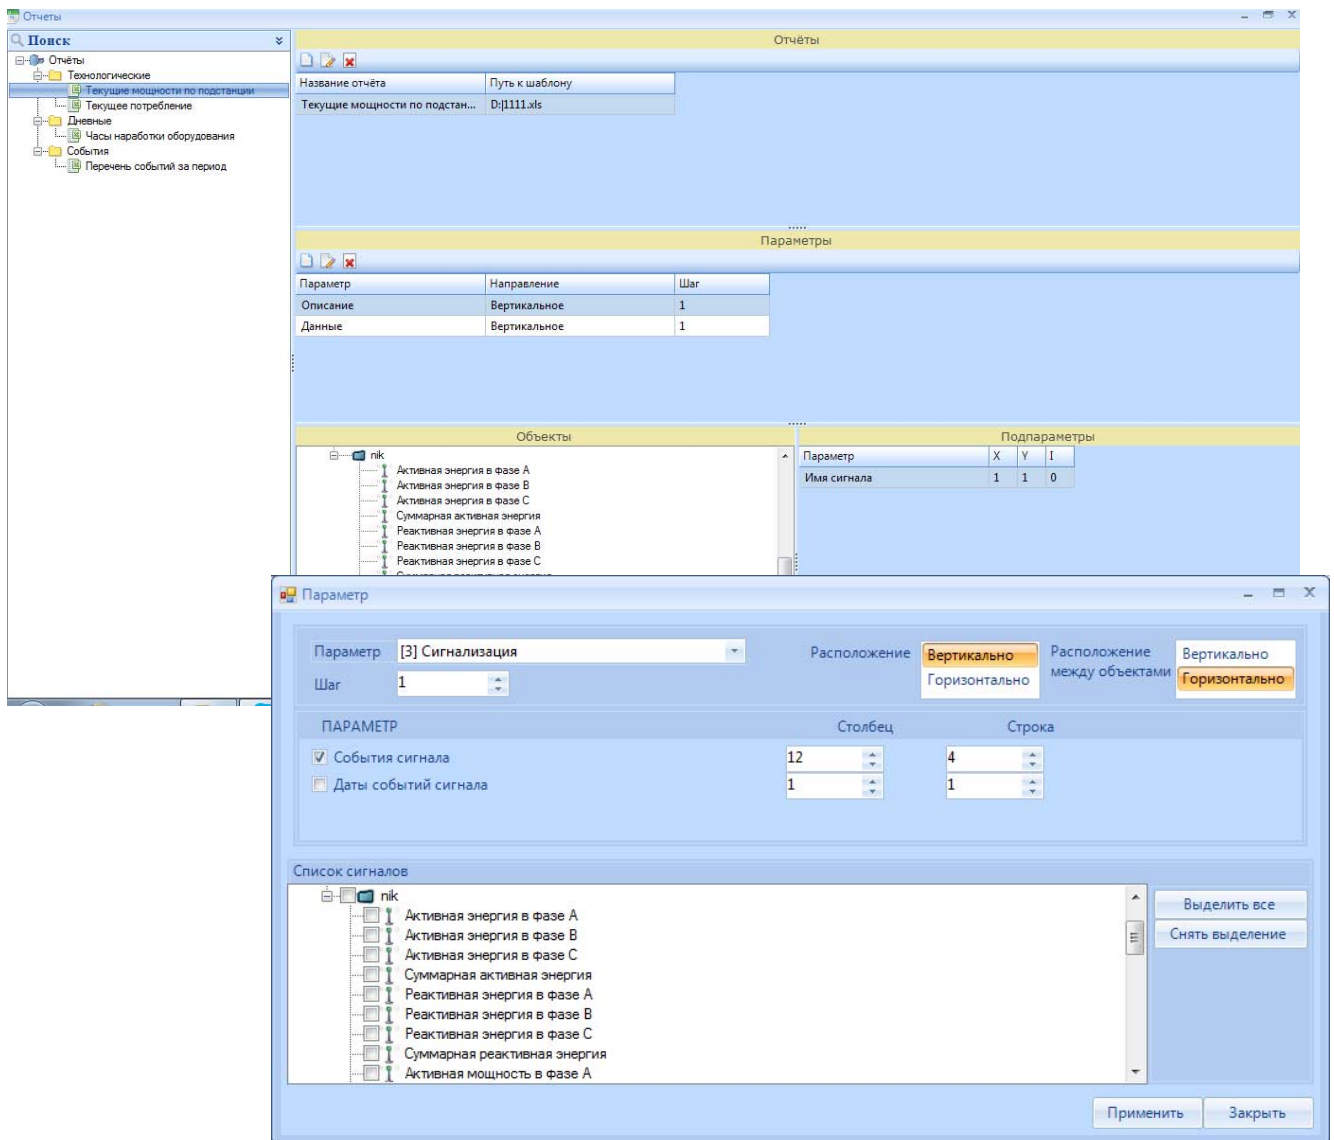 Отчеты
Поиск
Отчёты
Технологические
Текущие мощности по подстанции
Текущее потребление
Дневные
Часы наработки оборудования
События
Перечень событий за период
Отчёты
Название отчёта Путь к шаблону
Текущие мощности по подстан... D:|1111.xls
Параметры
Параметр Направление Шаг
Описание Вертикальное 1
Данные Вертикальное 1
Объекты
nik
Активная энергия в фазе А
Активная энергия в фазе В
Активная энергия в фазе С
Суммарная активная энергия
Реактивная энергия в фазе А
Реактивная энергия в фазе В
Реактивная энергия в фазе С
Подпараметры
Параметр X Y I
Имя сигнала 1 1 0
Параметр
Параметр [3] Сигнализация
Шаг 1
Расположение Вертикально
Горизонтально
Расположение между объектами
Вертикально
Горизонтально
ПАРАМЕТР Столбец Строка
События сигнала 12 4
Даты событий сигнала 1 1
Список сигналов
nik
Активная энергия в фазе А
Активная энергия в фазе В
Активная энергия в фазе С
Суммарная активная энергия
Реактивная энергия в фазе А
Реактивная энергия в фазе В
Реактивная энергия в фазе С
Суммарная реактивная энергия
Активная мощность в фазе А
Выделить все
Снять выделение
Применить Закрыть